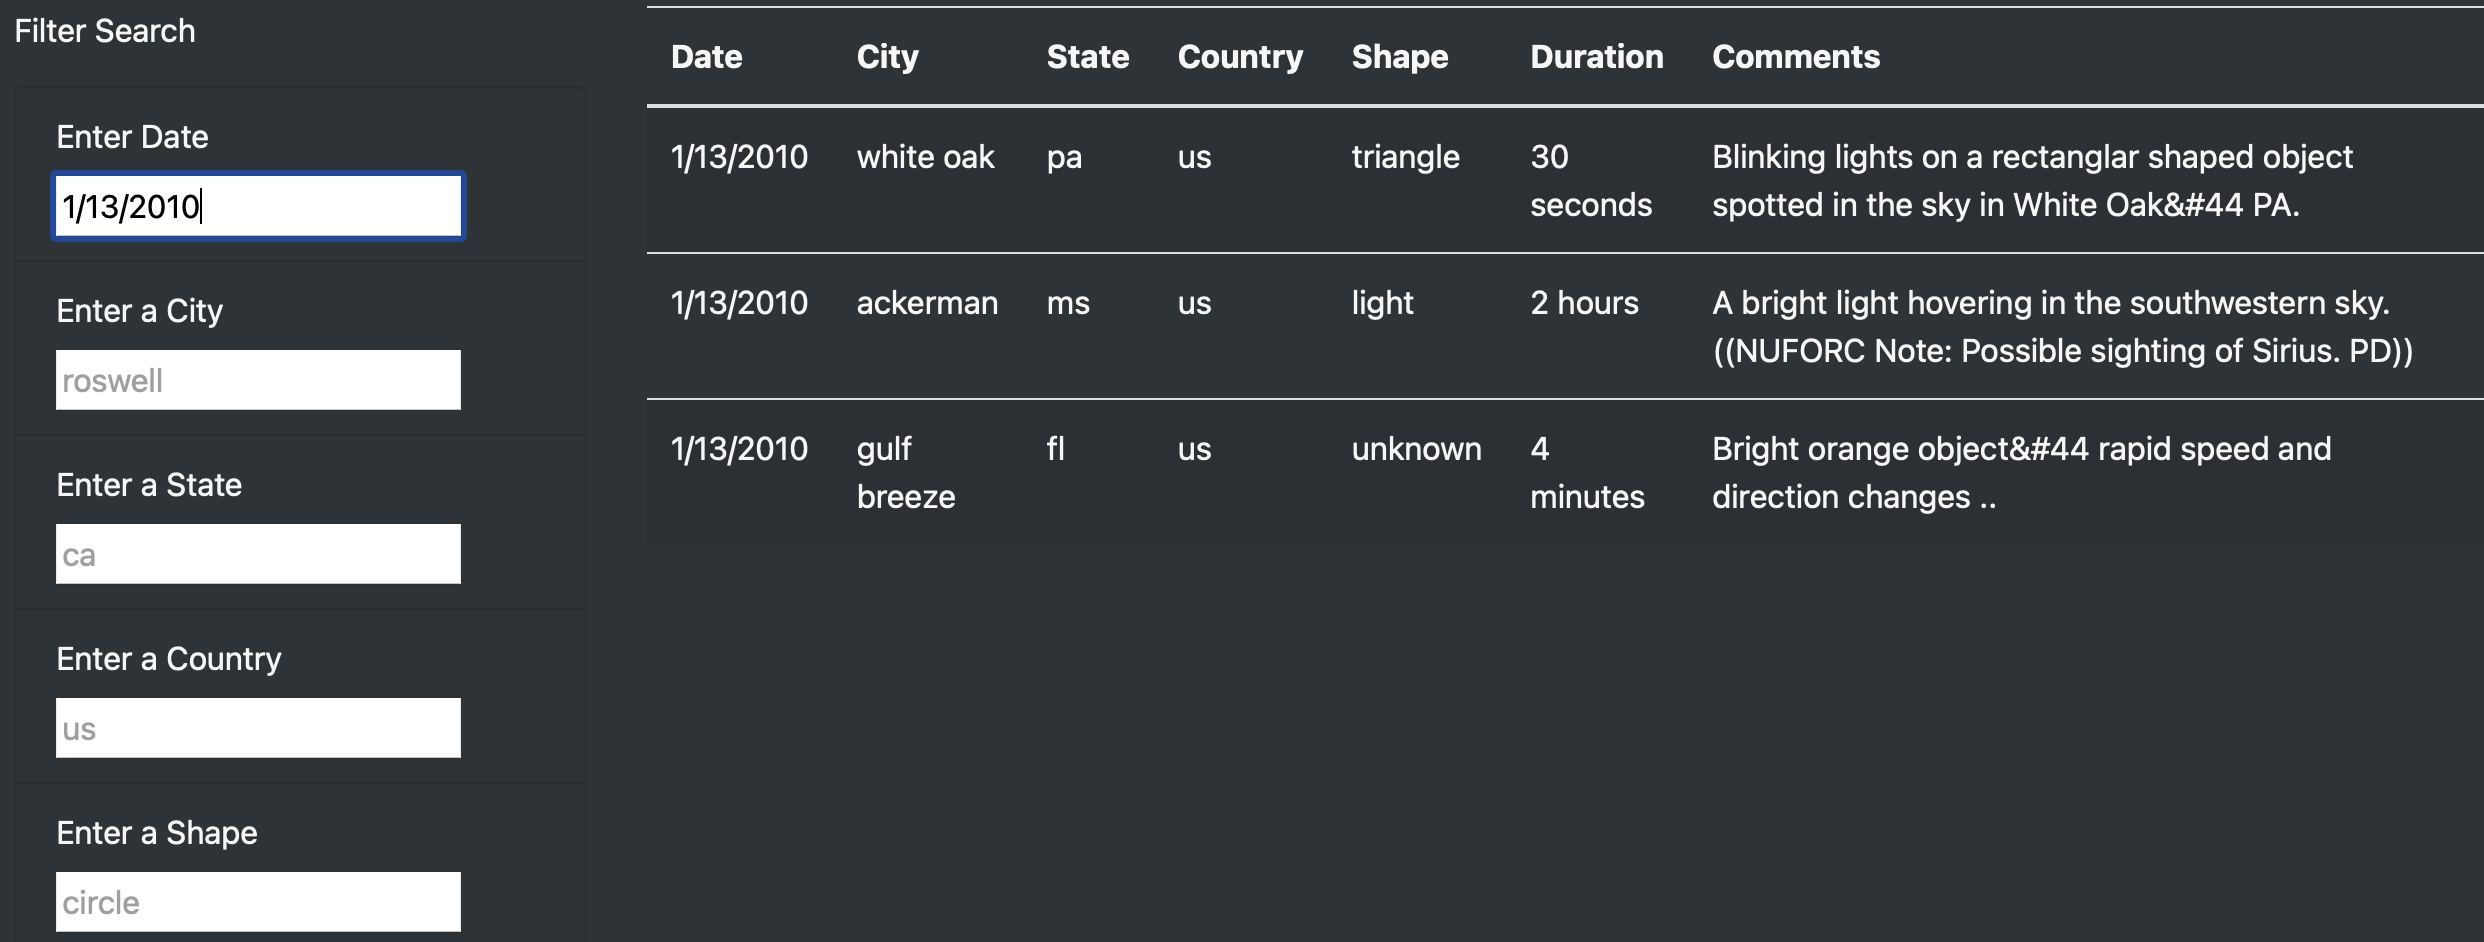 Filter Search
Enter Date
1/13/2010
Enter a City
roswell
Enter a State
ca
Enter a Country
us
Enter a Shape
circle
Date City State Country Shape Duration Comments
1/13/2010 white oak pa us triangle 30 seconds Blinking lights on a rectanglar shaped object
spotted in the sky in White Oak&#44 PA.
1/13/2010 ackerman ms us light 2 hours A bright light hovering in the southwestern sky.
((NUFORC Note: Possible sighting of Sirius. PD))
1/13/2010 gulf breeze fl us unknown 4 minutes Bright orange object&#44 rapid speed and
direction changes ..